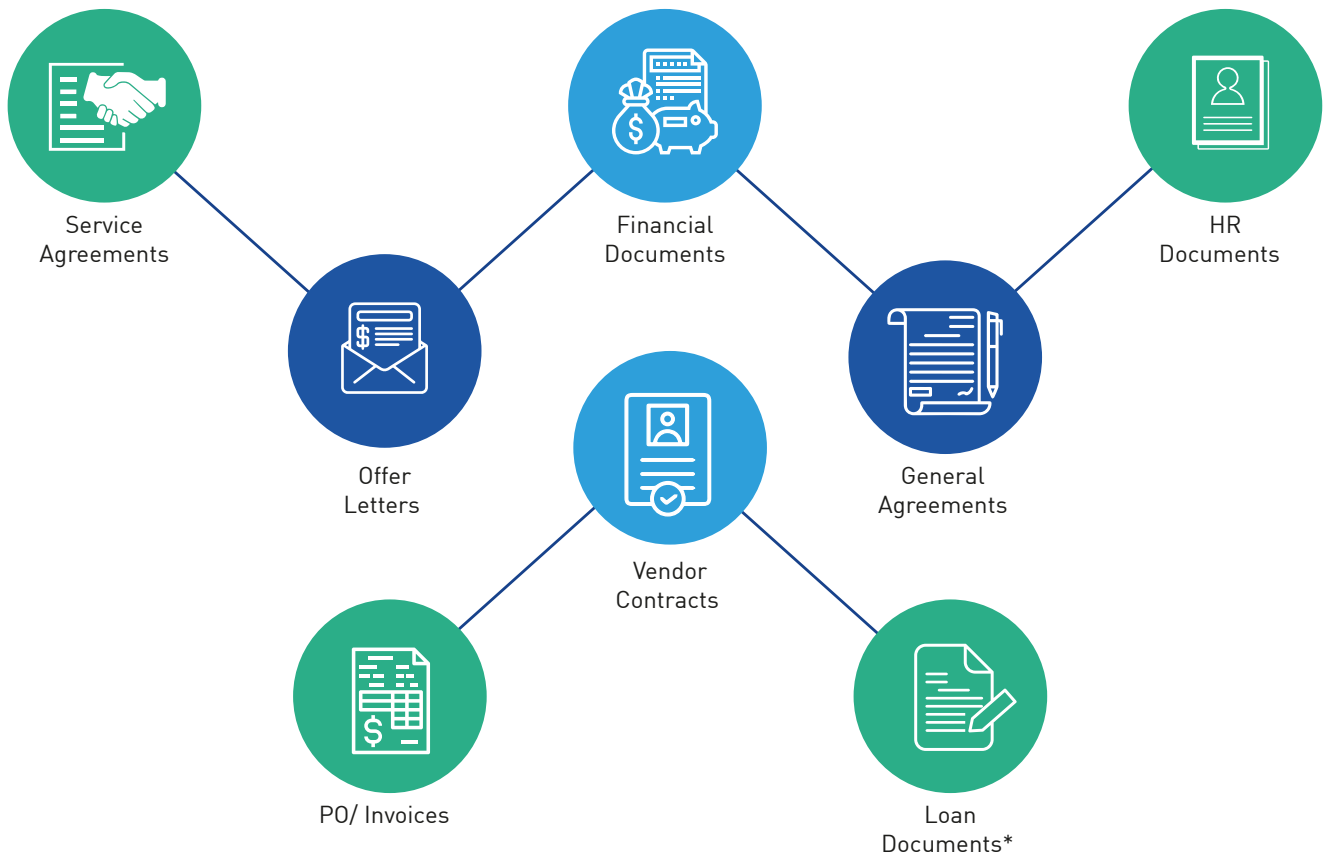 Service
Agreements
Financial
Documents
HR
Documents
Offer
Letters
General
Agreements
Vendor
Contracts
PO/ Invoices
Loan
Documents*